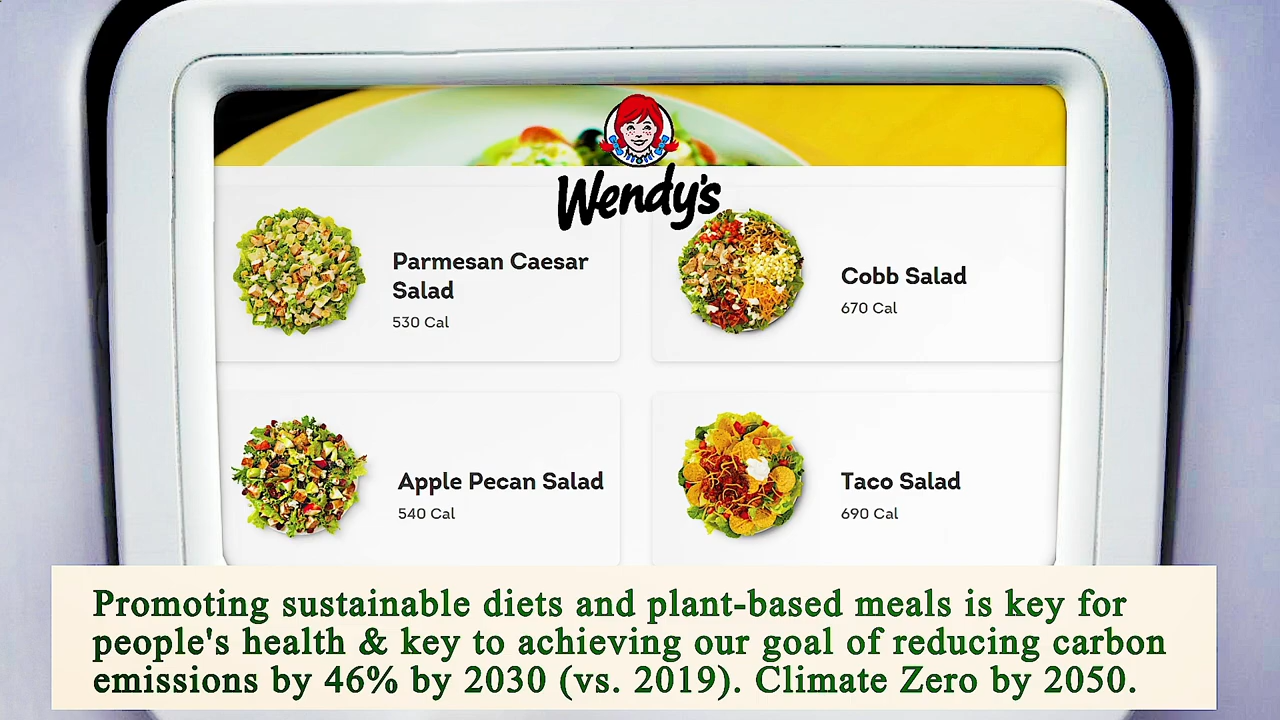 Wendy's
Parmesan Caesar
Salad
530 Cal
Cobb Salad
670 Cal
Apple Pecan Salad
540 Cal
Taco Salad
690 Cal
Promoting sustainable diets and plant-based meals is key for
people's health & key to achieving our goal of reducing carbon
emissions by 46% by 2030 (vs. 2019). Climate Zero by 2050.